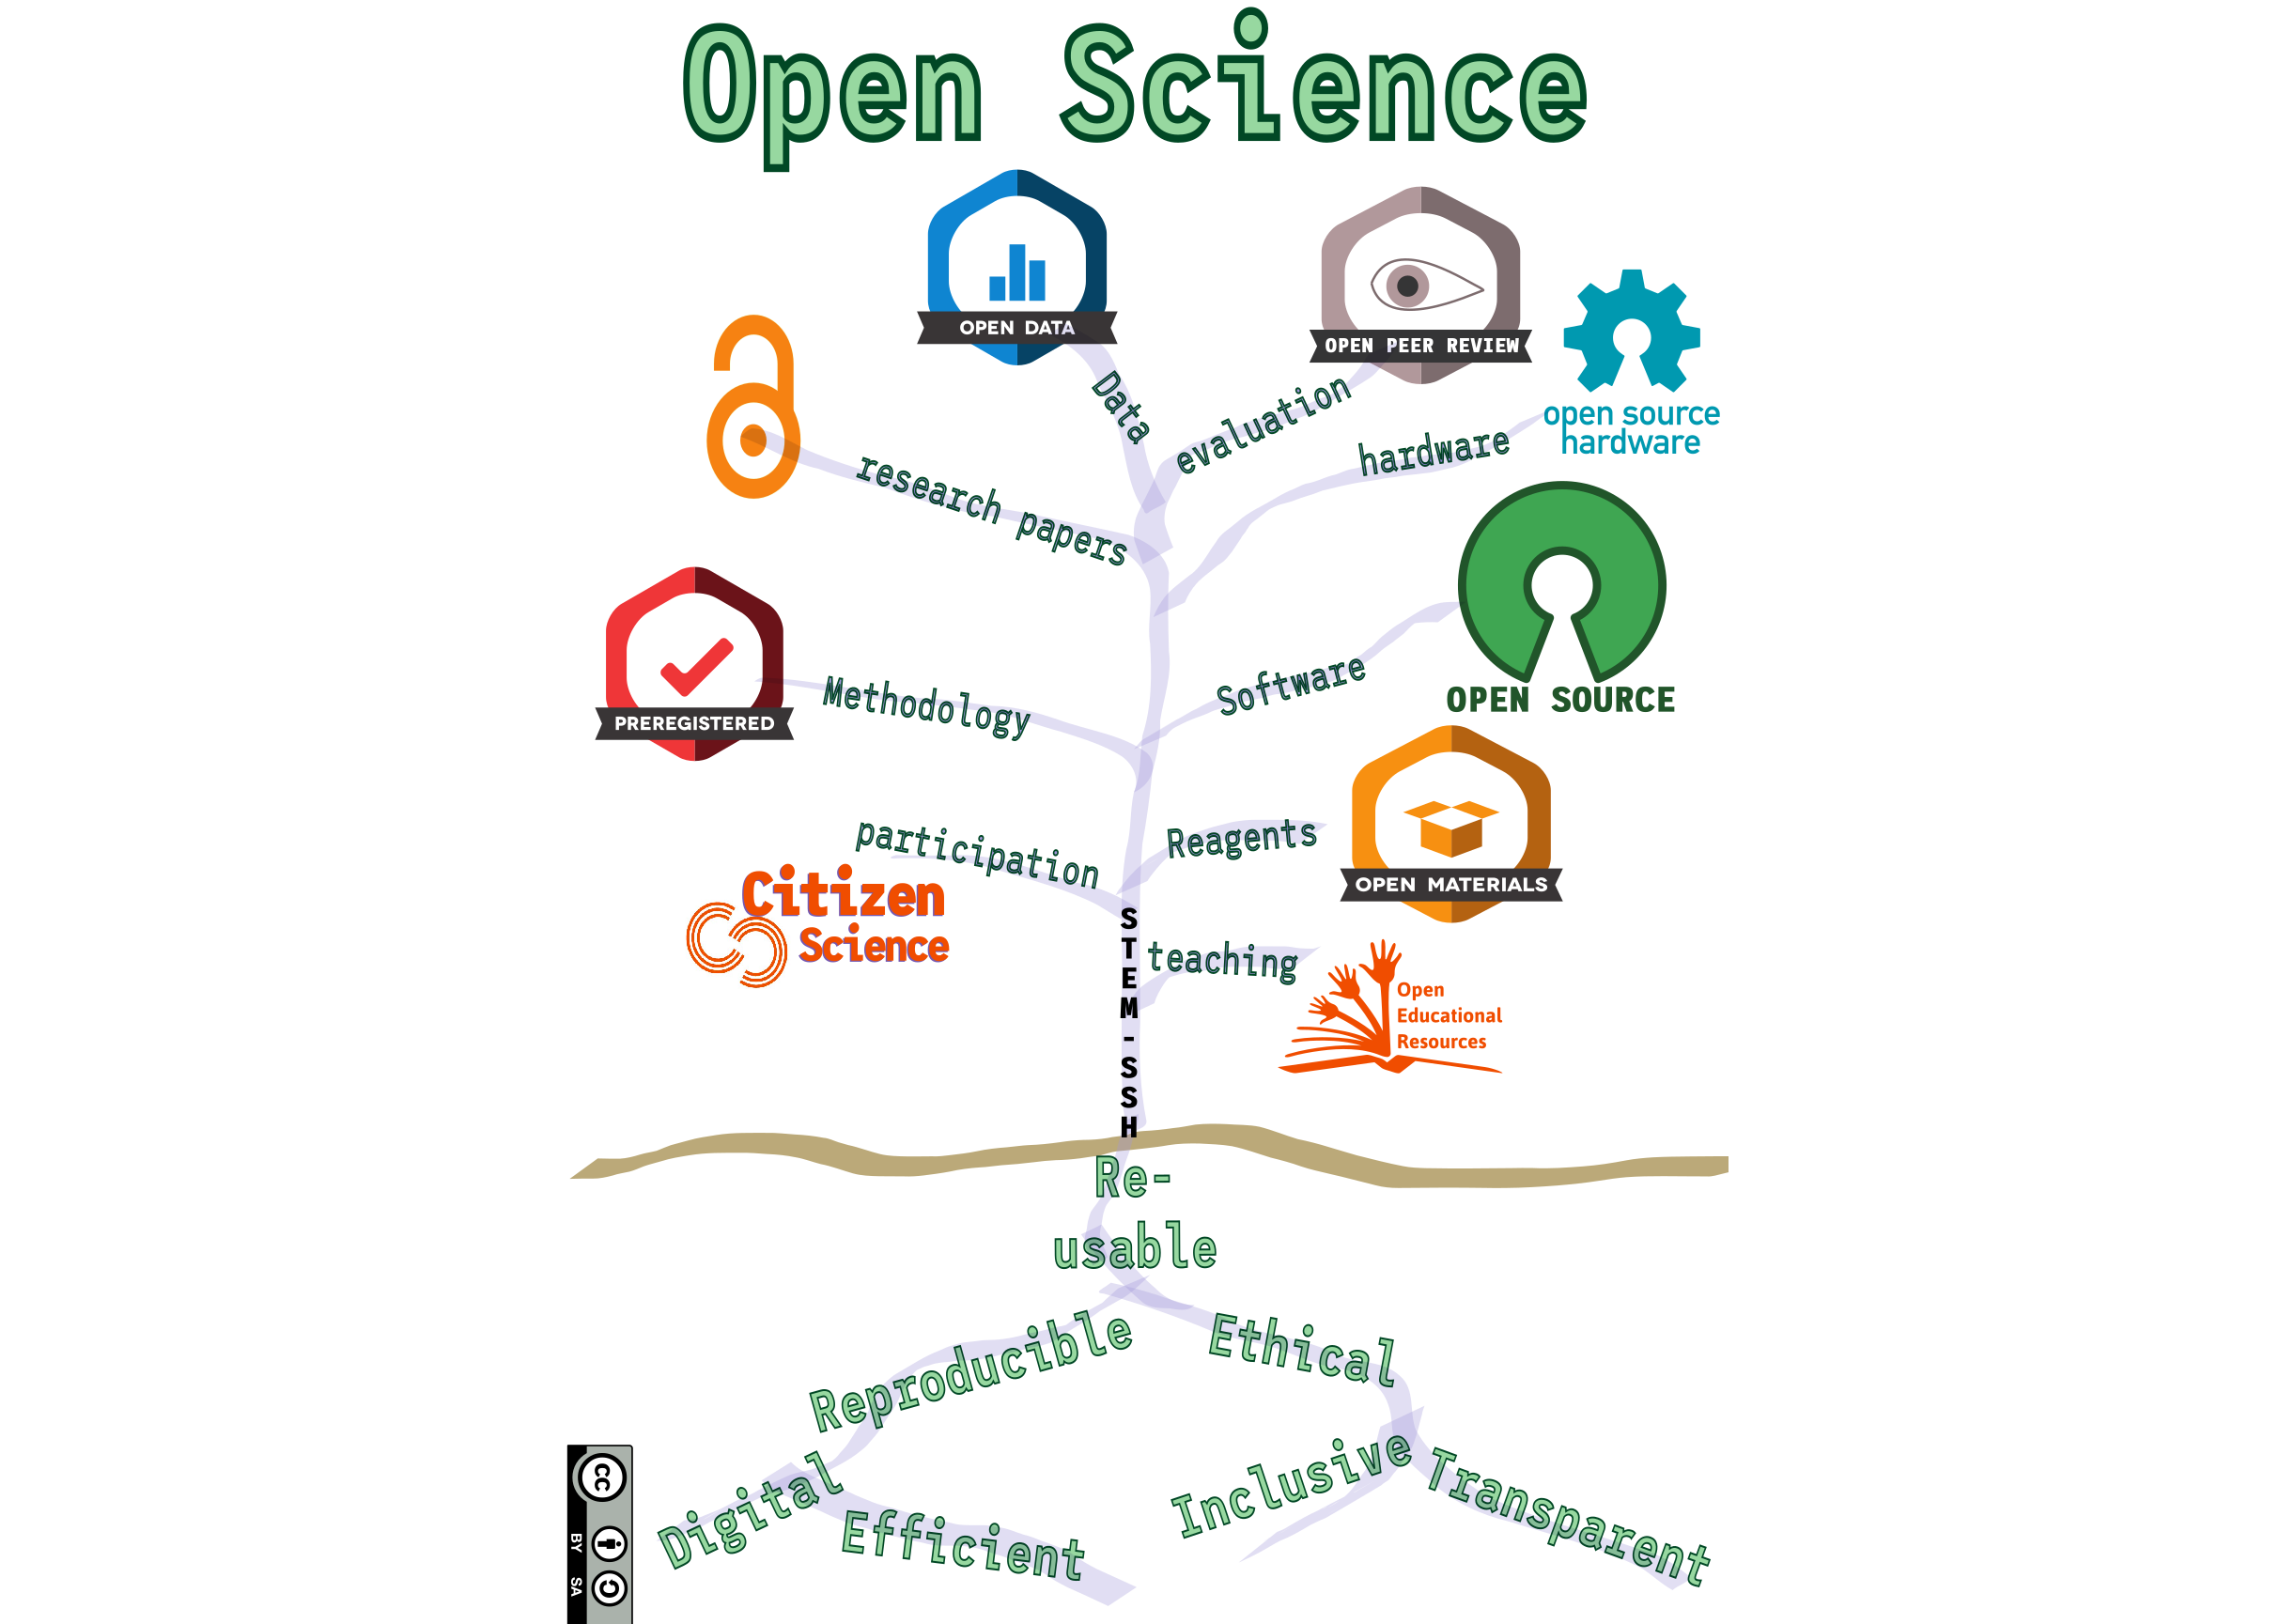 Open Science
OPEN DATA
OPEN PEER REVIEW
open source
hardware
Data
evaluation
hardware
research papers
OPEN SOURCE
PREREGISTERED
Methodology
Software
participation
Reagents
OPEN MATERIALS
Citizen
Science
teaching
Open
Educational
Resources
STEM-SSH
Re-
usable
Reproducible
Ethical
Digital
Efficient
Inclusive
Transparent
cc
BY
SA